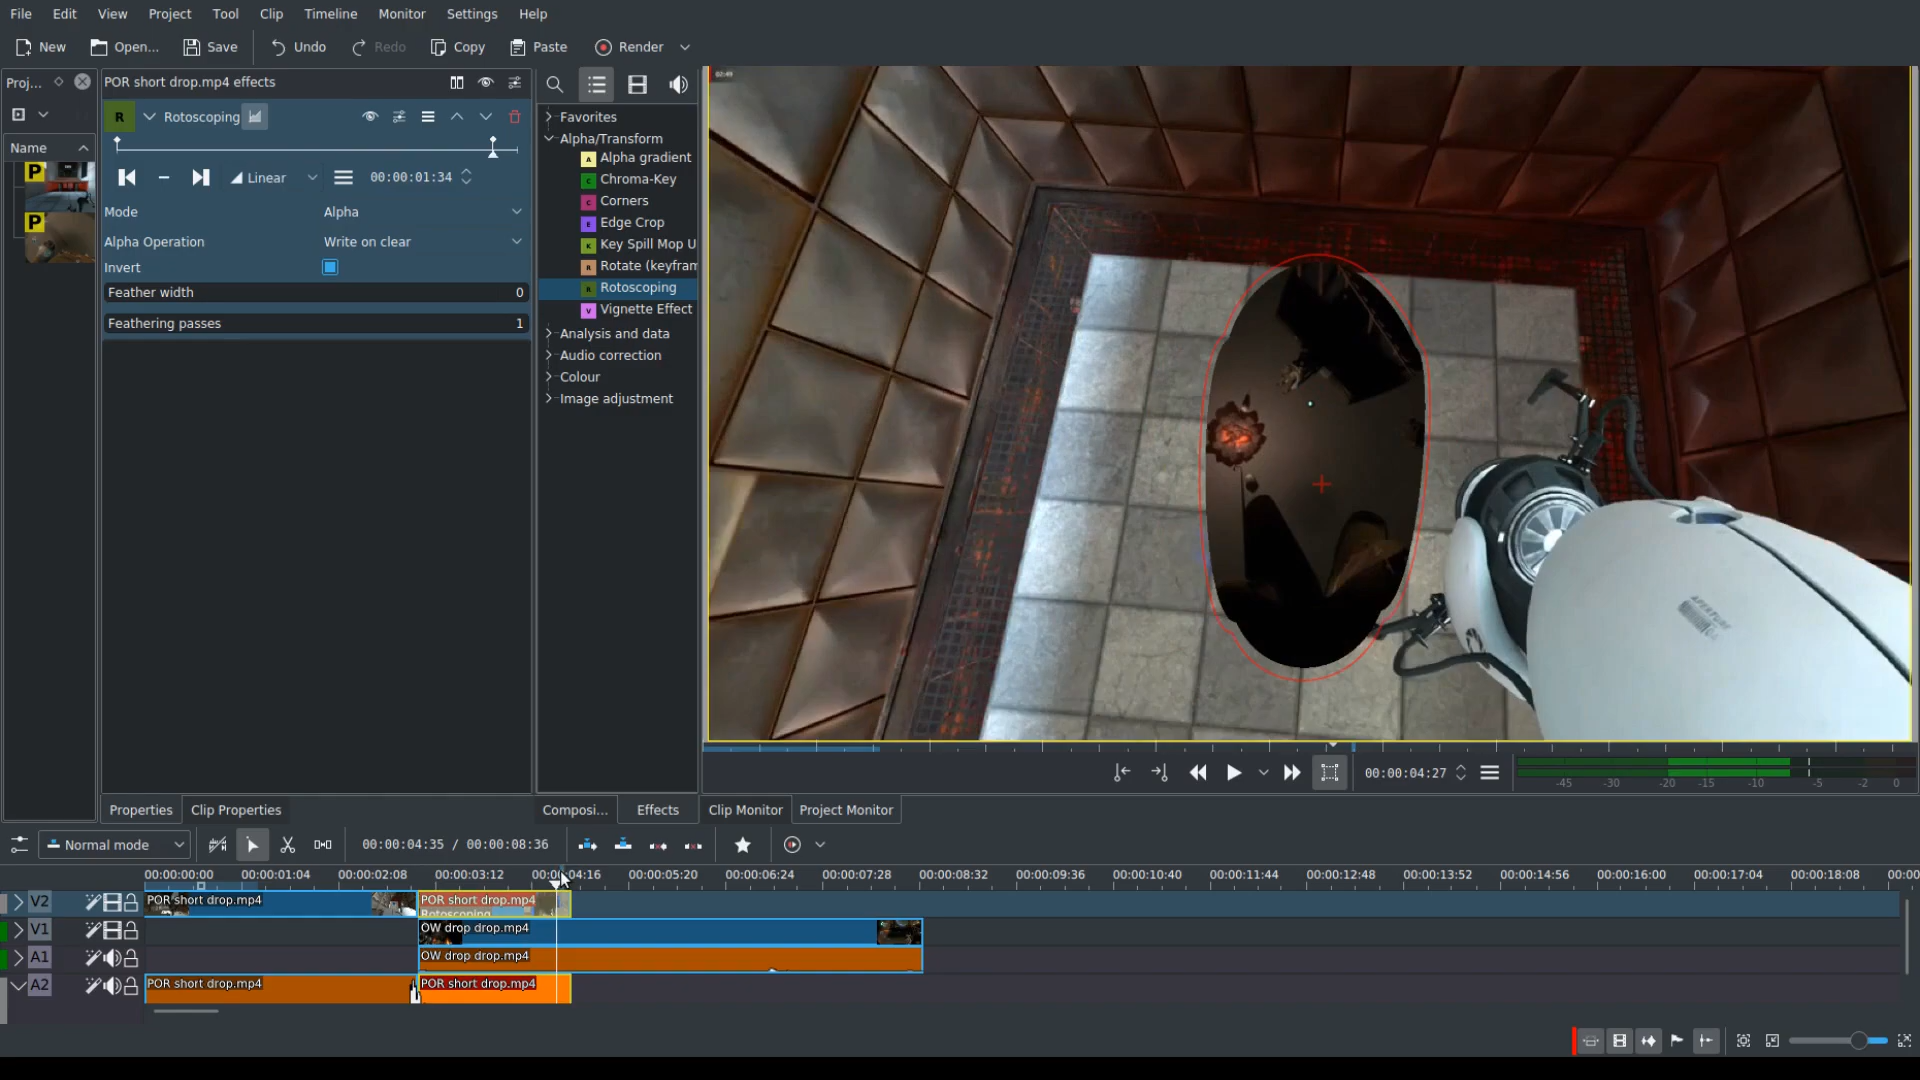 File Edit View Project Tool Clip Timeline Monitor Settings Help
New Open... Save Undo Redo Copy Paste Render
Proj... POR short drop.mp4 effects
R Rotoscoping
Name
P
P
Linear 00:00:01:34
Mode Alpha
Alpha Operation Write on clear
Invert
Feather width 0
Feathering passes 1
Favorites
Alpha/Transform
Alpha gradient
Chroma-Key
Corners
Edge Crop
Key Spill Mop U
Rotate (keyfram
Rotoscoping
Vignette Effect
Analysis and data
Audio correction
Colour
Image adjustment
02:49
APERTURE
00:00:04:27
-45 -30 -20 -15 -10 -5 -2 0
Properties Clip Properties Composi... Effects Clip Monitor Project Monitor
Normal mode 00:00:04:35 / 00:00:08:36
00:00:00:00 00:00:01:04 00:00:02:08 00:00:03:12 00:00:04:16 00:00:05:20 00:00:06:24 00:00:07:28 00:00:08:32 00:00:09:36 00:00:10:40 00:00:11:44 00:00:12:48 00:00:13:52 00:00:14:56 00:00:16:00 00:00:17:04 00:00:18:08 00:00
V2 POR short drop.mp4 POR short drop.mp4
Rotoscoping
V1 OW drop drop.mp4
A1 OW drop drop.mp4
A2 POR short drop.mp4 POR short drop.mp4